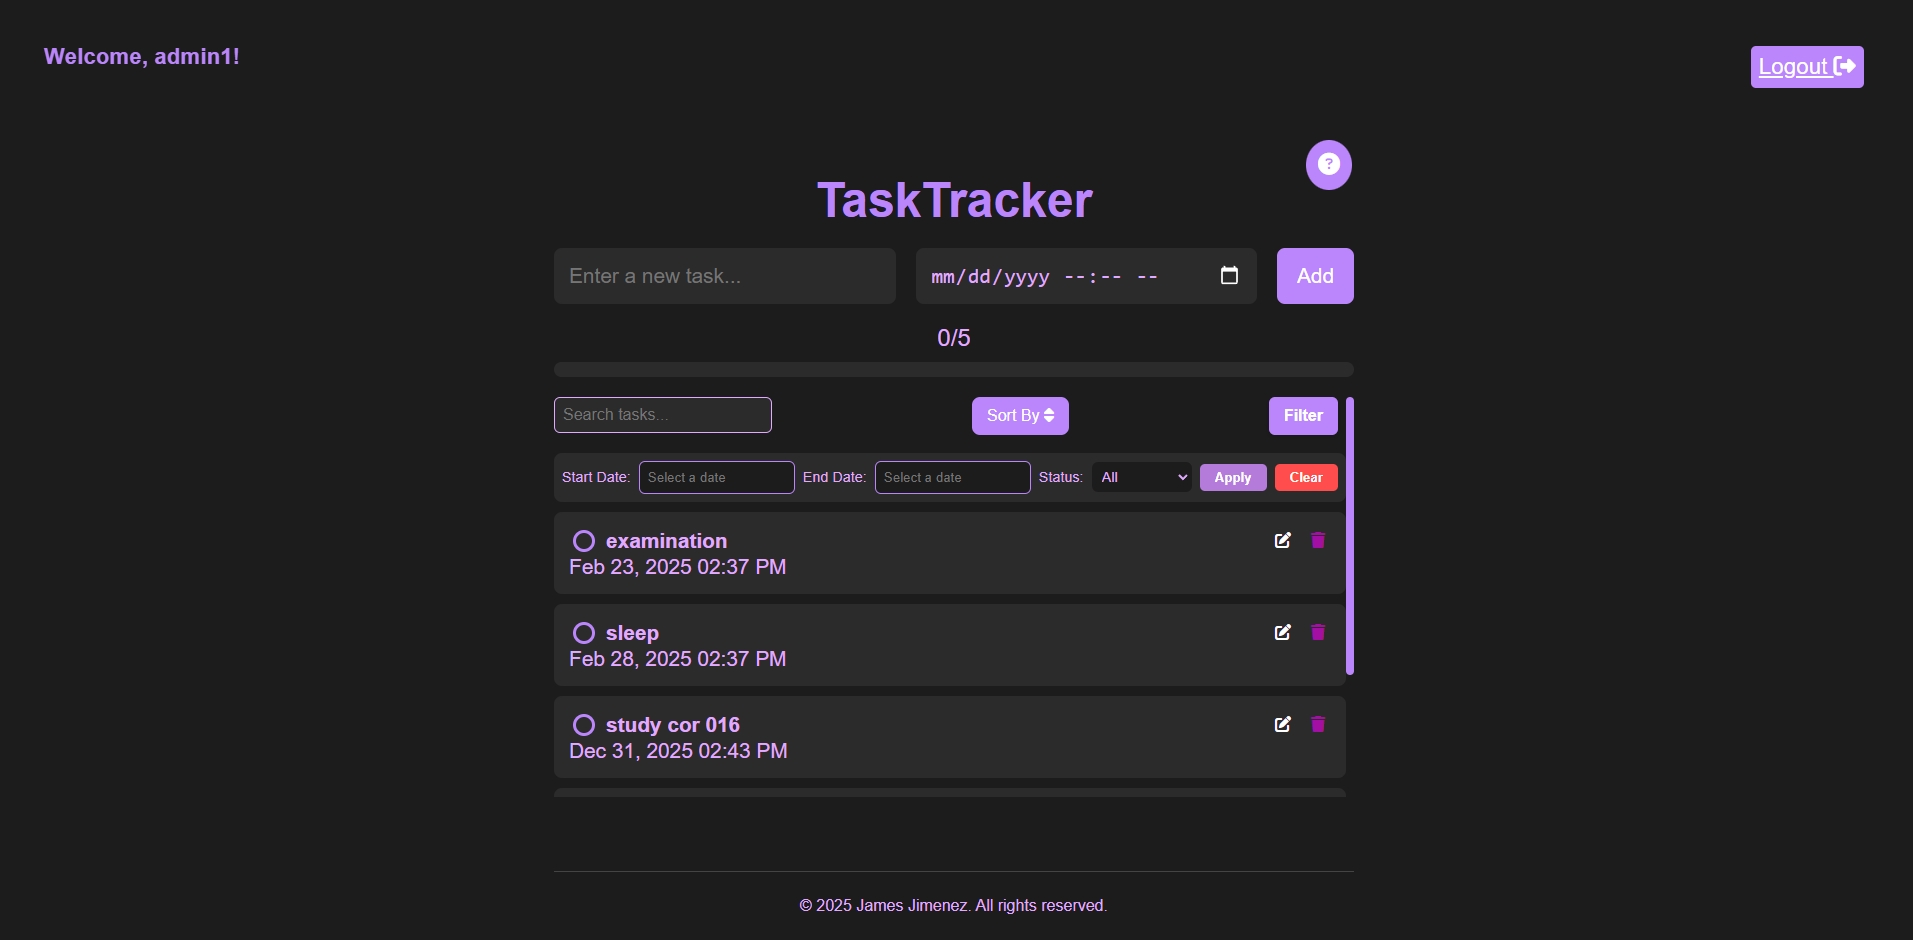 Welcome, admin1!
Logout
?
TaskTracker
Enter a new task...
mm/dd/yyyy --:-- --
Add
0/5
Search tasks...
Sort By
Filter
Start Date: Select a date End Date: Select a date Status: All Apply Clear
examination
Feb 23, 2025 02:37 PM
sleep
Feb 28, 2025 02:37 PM
study cor 016
Dec 31, 2025 02:43 PM
© 2025 James Jimenez. All rights reserved.